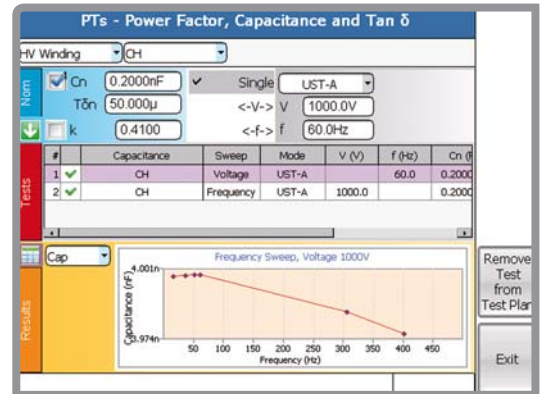 PTs - Power Factor, Capacitance and Tan δ
HV Winding CH
Nom
Cn 0.2000nF Single UST-A
Tδn 50.000µ <-V-> V 1000.0V
k 0.4100 <-f-> f 60.0Hz
Tests
# Capacitance Sweep Mode V (V) f (Hz) Cn (F
1 CH Voltage UST-A 60.0 0.2000
2 CH Frequency UST-A 1000.0 0.2000
Results
Cap
Frequency Sweep, Voltage 1000V
Capacitance (nF)
4.001n
3.974n
50 100 150 200 250 300 350 400 450
Frequency (Hz)
Remove
Test
from
Test Plan
Exit